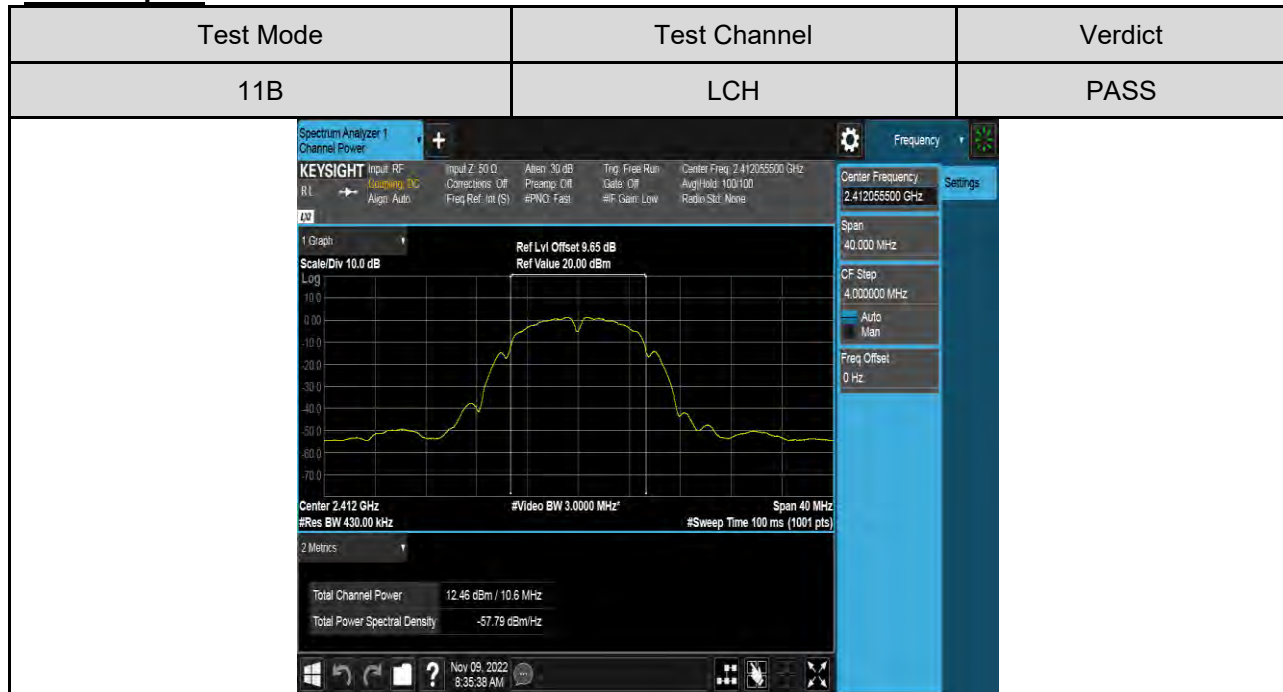 Test Mode Test Channel Verdict
11B LCH PASS
Spectrum Analyzer 1
Channel Power
+
Frequency
KEYSIGHT Input: RF Input Z: 50 Ω Atten: 30 dB Trig: Free Run Center Freq: 2.412055500 GHz
RL Coupling: DC Corrections: Off Preamp: Off Gate: Off Avg|Hold: 100/100
Align: Auto Freq Ref: Int (S) #PNO: Fast #IF Gain: Low Radio Std: None
Center Frequency
2.412055500 GHz
Settings
Span
40.000 MHz
CF Step
4.000000 MHz
Auto
Man
Freq Offset
0 Hz
1 Graph
Ref Lvl Offset 9.65 dB
Scale/Div 10.0 dB Ref Value 20.00 dBm
Log
10.0
0.00
-10.0
-20.0
-30.0
-40.0
-50.0
-60.0
-70.0
Center 2.412 GHz #Video BW 3.0000 MHz* Span 40 MHz
#Res BW 430.00 kHz #Sweep Time 100 ms (1001 pts)
2 Metrics
Total Channel Power 12.46 dBm / 10.6 MHz
Total Power Spectral Density -57.79 dBm/Hz
? Nov 09, 2022
8:35:38 AM